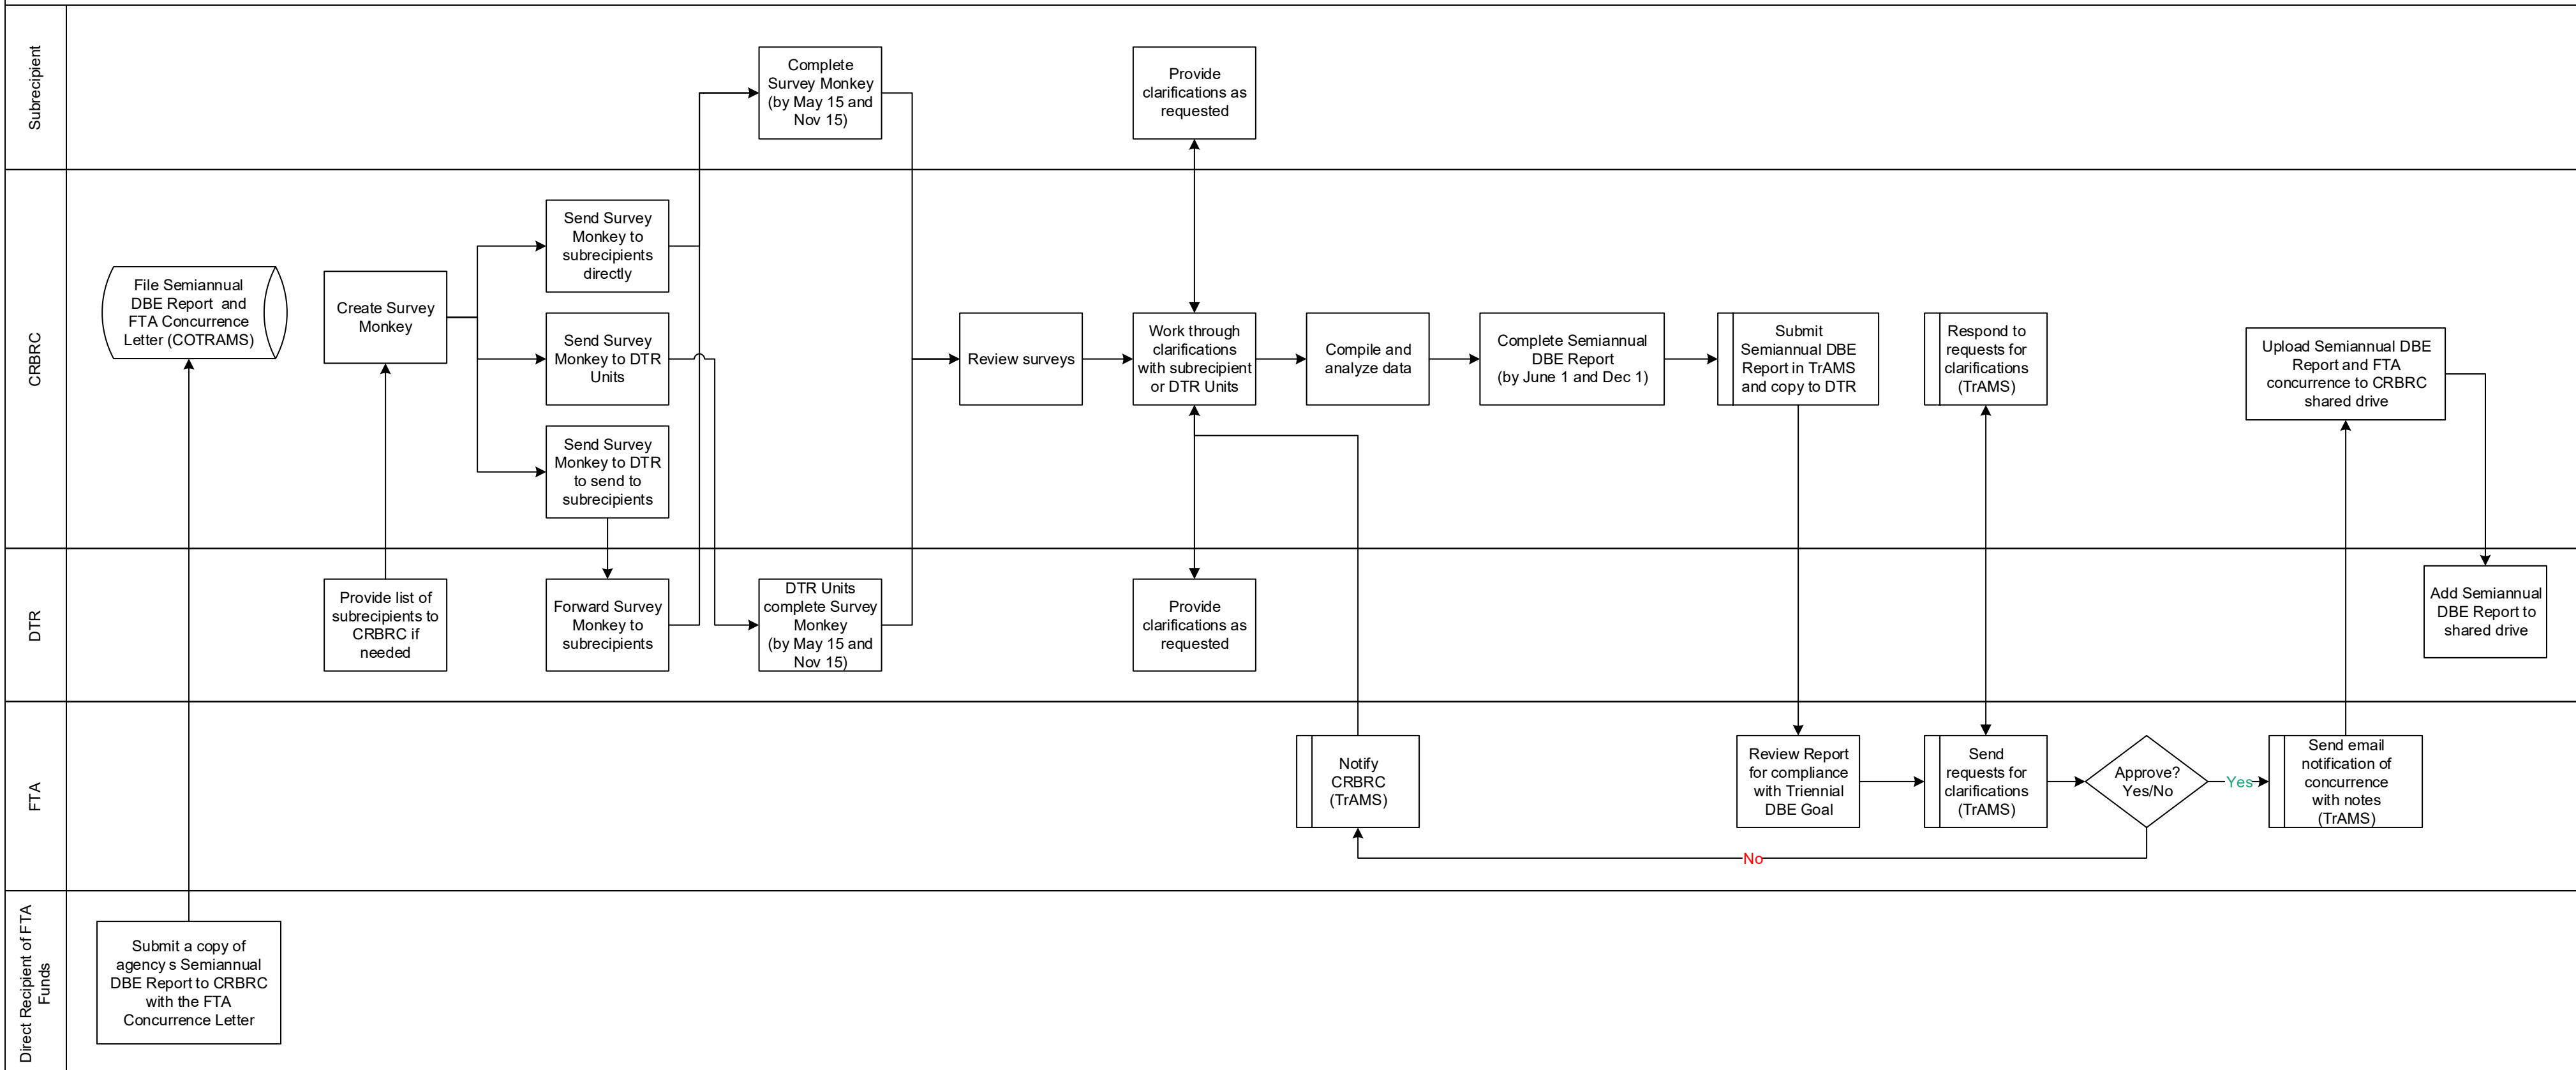 Subrecipient
Complete
Survey Monkey
(by May 15 and
Nov 15)
Provide
clarifications as
requested
CRBRC
File Semiannual
DBE Report and
FTA Concurrence
Letter (COTRAMS)
Create Survey
Monkey
Send Survey
Monkey to
subrecipients
directly
Send Survey
Monkey to DTR
Units
Send Survey
Monkey to DTR
to send to
subrecipients
Review surveys
Work through
clarifications
with subrecipient
or DTR Units
Compile and
analyze data
Complete Semiannual
DBE Report
(by June 1 and Dec 1)
Submit
Semiannual DBE
Report in TrAMS
and copy to DTR
Respond to
requests for
clarifications
(TrAMS)
Upload Semiannual DBE
Report and FTA
concurrence to CRBRC
shared drive
DTR
Provide list of
subrecipients to
CRBRC if
needed
Forward Survey
Monkey to
subrecipients
DTR Units
complete Survey
Monkey
(by May 15 and
Nov 15)
Provide
clarifications as
requested
Add Semiannual
DBE Report to
shared drive
FTA
Notify
CRBRC
(TrAMS)
Review Report
for compliance
with Triennial
DBE Goal
Send
requests for
clarifications
(TrAMS)
Approve?
Yes/No
Yes
Send email
notification of
concurrence
with notes
(TrAMS)
No
Direct Recipient of FTA
Funds
Submit a copy of
agency s Semiannual
DBE Report to CRBRC
with the FTA
Concurrence Letter